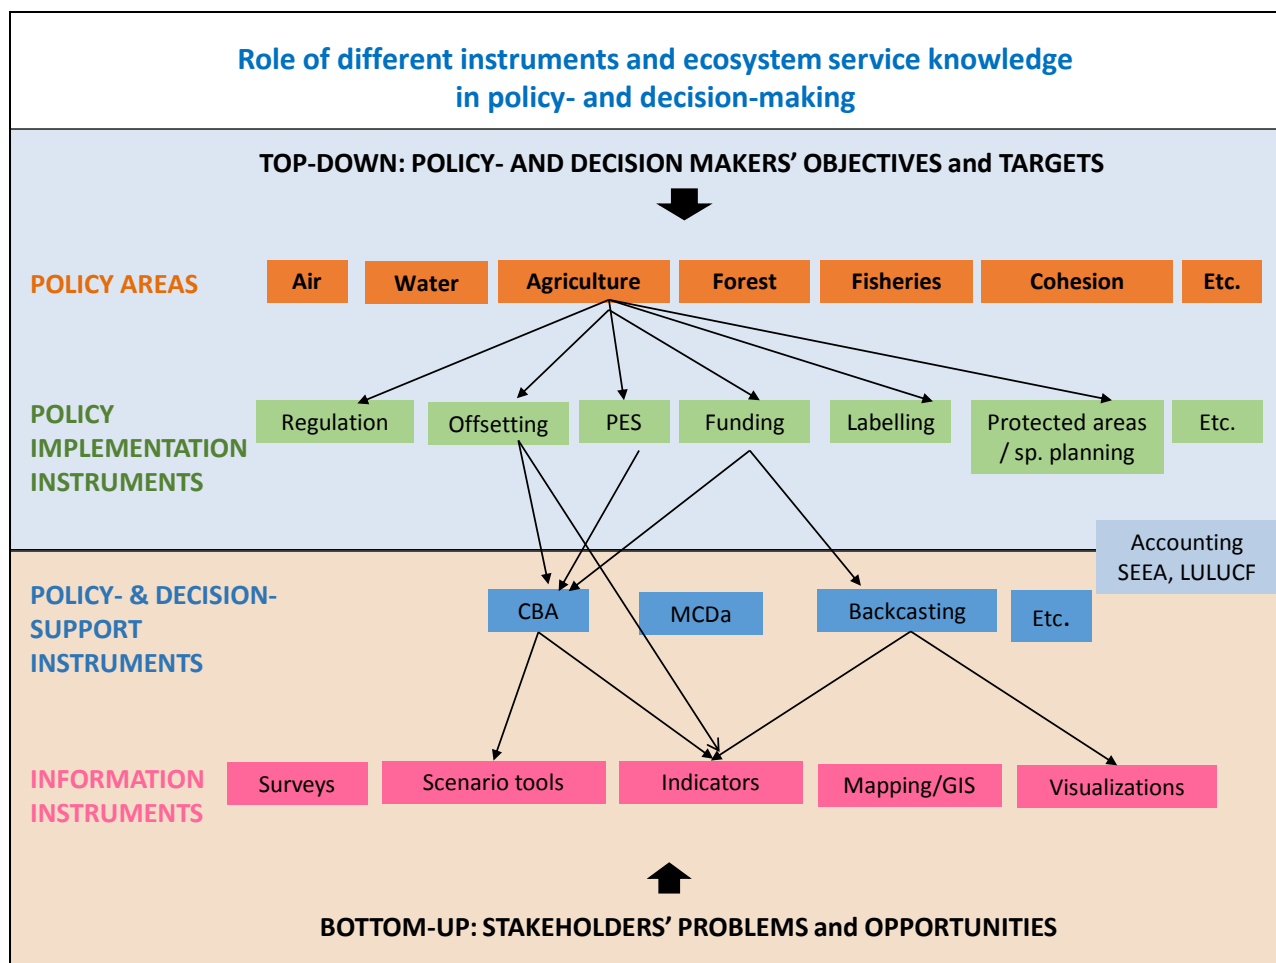 Role of different instruments and ecosystem service knowledge
in policy- and decision-making
TOP-DOWN: POLICY- AND DECISION MAKERS’ OBJECTIVES and TARGETS
POLICY AREAS
Air
Water
Agriculture
Forest
Fisheries
Cohesion
Etc.
POLICY
IMPLEMENTATION
INSTRUMENTS
Regulation
Offsetting
PES
Funding
Labelling
Protected areas
/ sp. planning
Etc.
Accounting
SEEA, LULUCF
POLICY- & DECISION-
SUPPORT
INSTRUMENTS
CBA
MCDa
Backcasting
Etc.
INFORMATION
INSTRUMENTS
Surveys
Scenario tools
Indicators
Mapping/GIS
Visualizations
BOTTOM-UP: STAKEHOLDERS’ PROBLEMS and OPPORTUNITIES